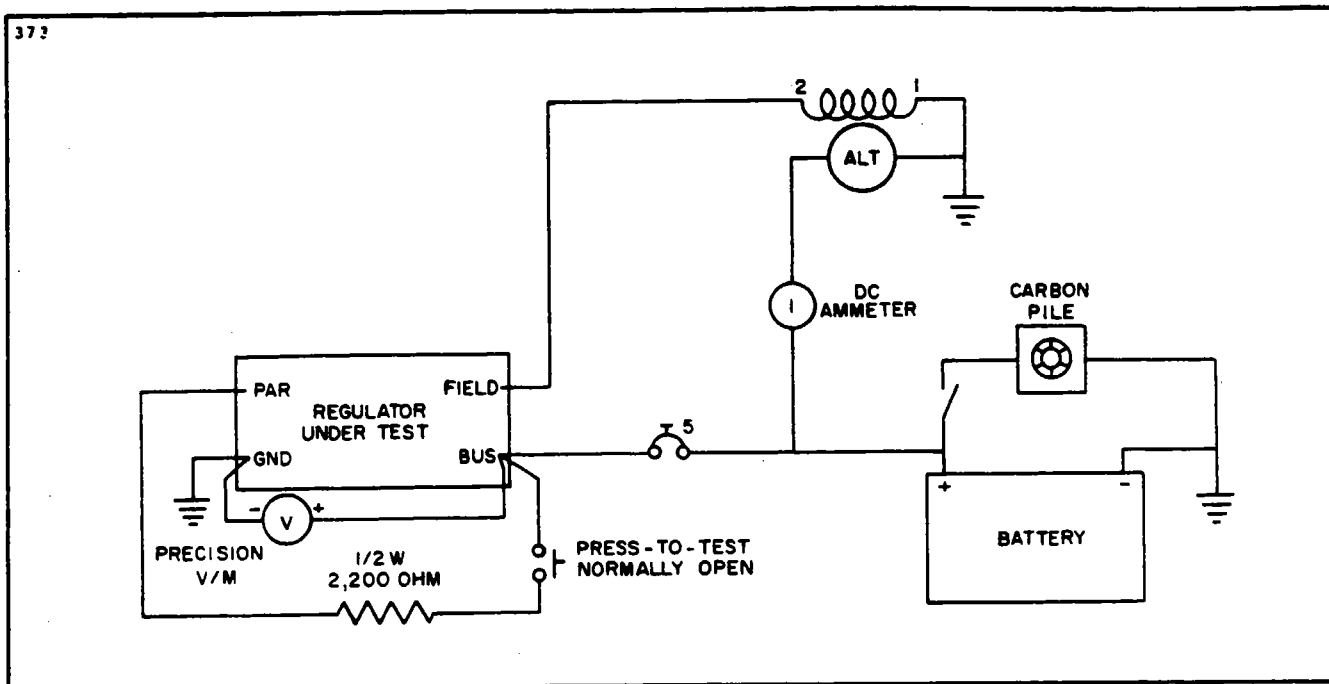 373
2 1
ALT
DC
AMMETER
I
CARBON
PILE
PAR
FIELD
REGULATOR
UNDER TEST
GND
BUS
5
- V +
PRECISION
V/M
1/2 W
2,200 OHM
PRESS-TO-TEST
NORMALLY OPEN
+ -
BATTERY